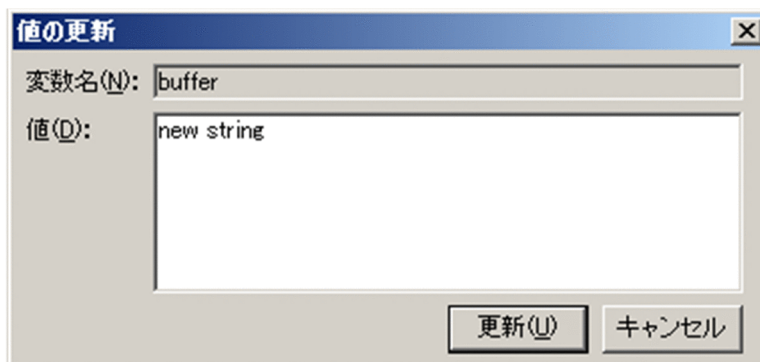 値の更新
変数名(N): buffer
値(D): new string
更新(U) キャンセル